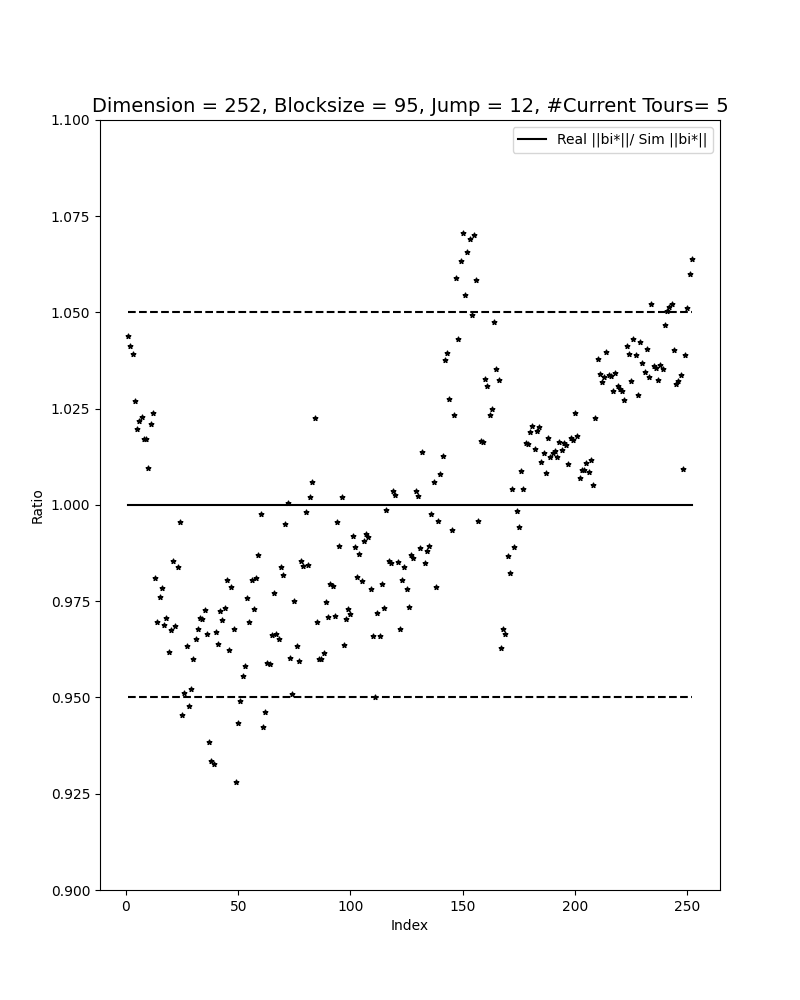 Dimension = 252, Blocksize = 95, Jump = 12, #Current Tours= 5
Real ||bi*||/ Sim ||bi*||
1.100
1.075
1.050
1.025
1.000
0.975
0.950
0.925
0.900
Ratio
0 50 100 150 200 250
Index